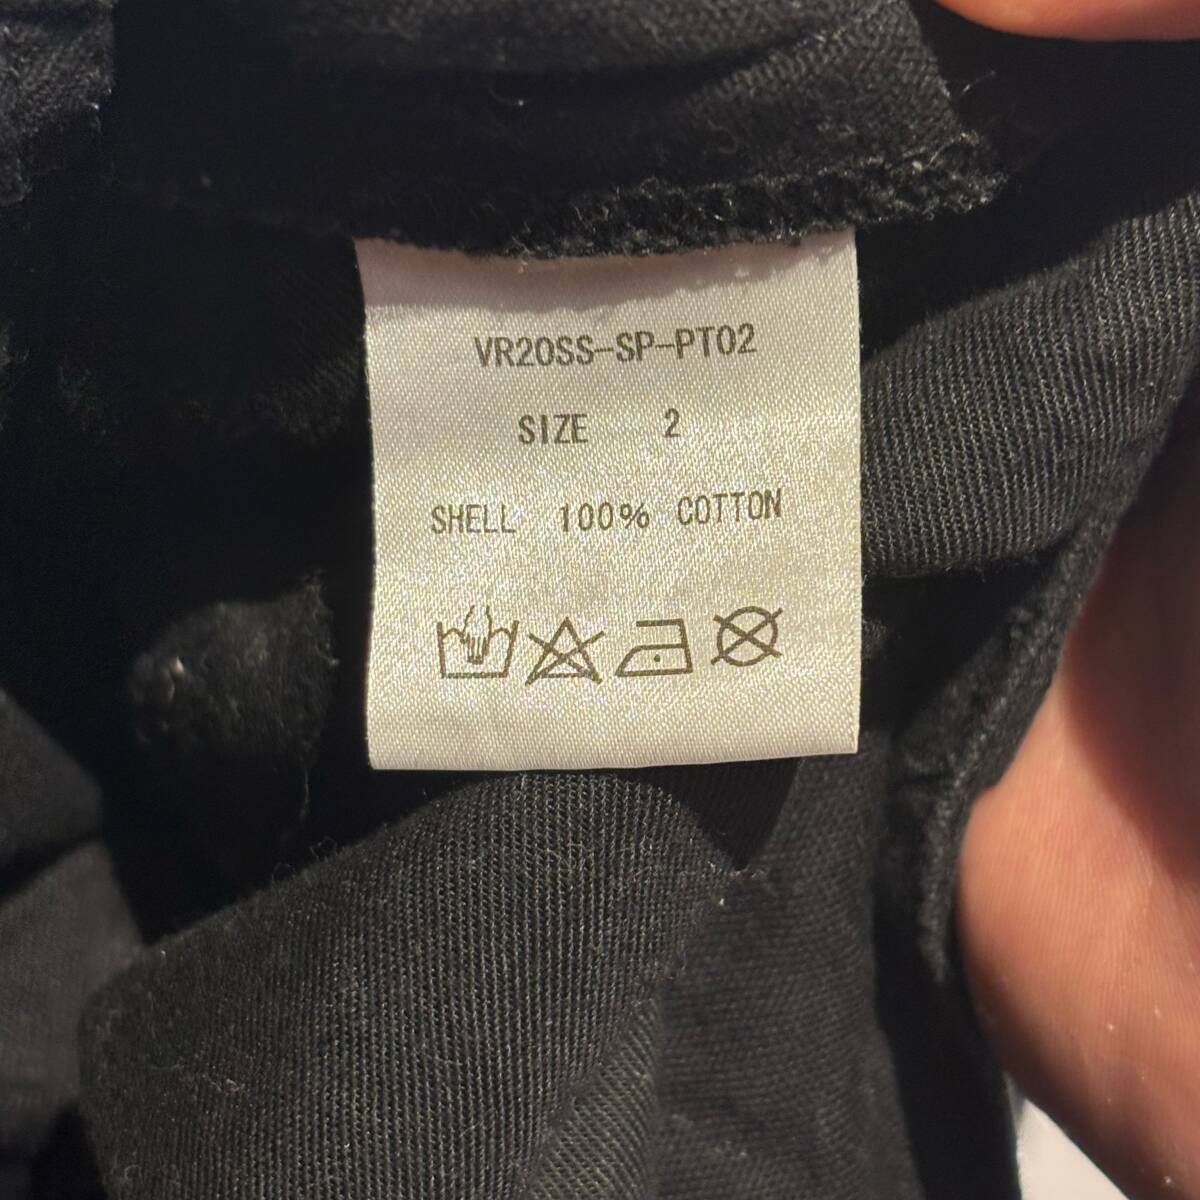 VR20SS-SP-PT02
SIZE 2
SHELL 100% COTTON